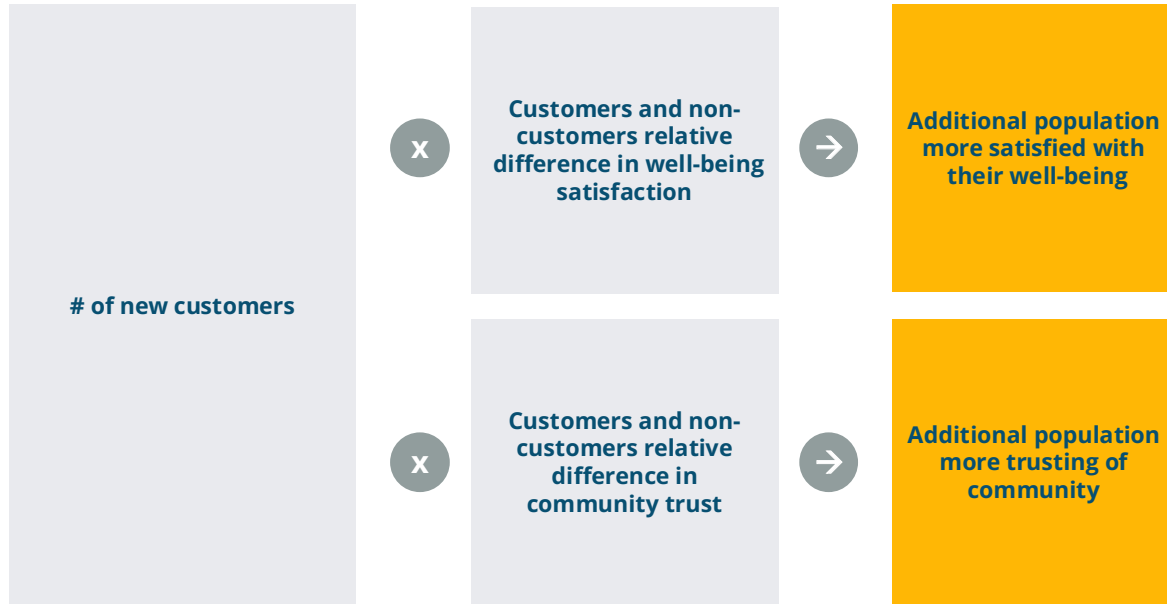 # of new customers
x
Customers and non-
customers relative
difference in well-being
satisfaction
→
Additional population
more satisfied with
their well-being
x
Customers and non-
customers relative
difference in
community trust
→
Additional population
more trusting of
community